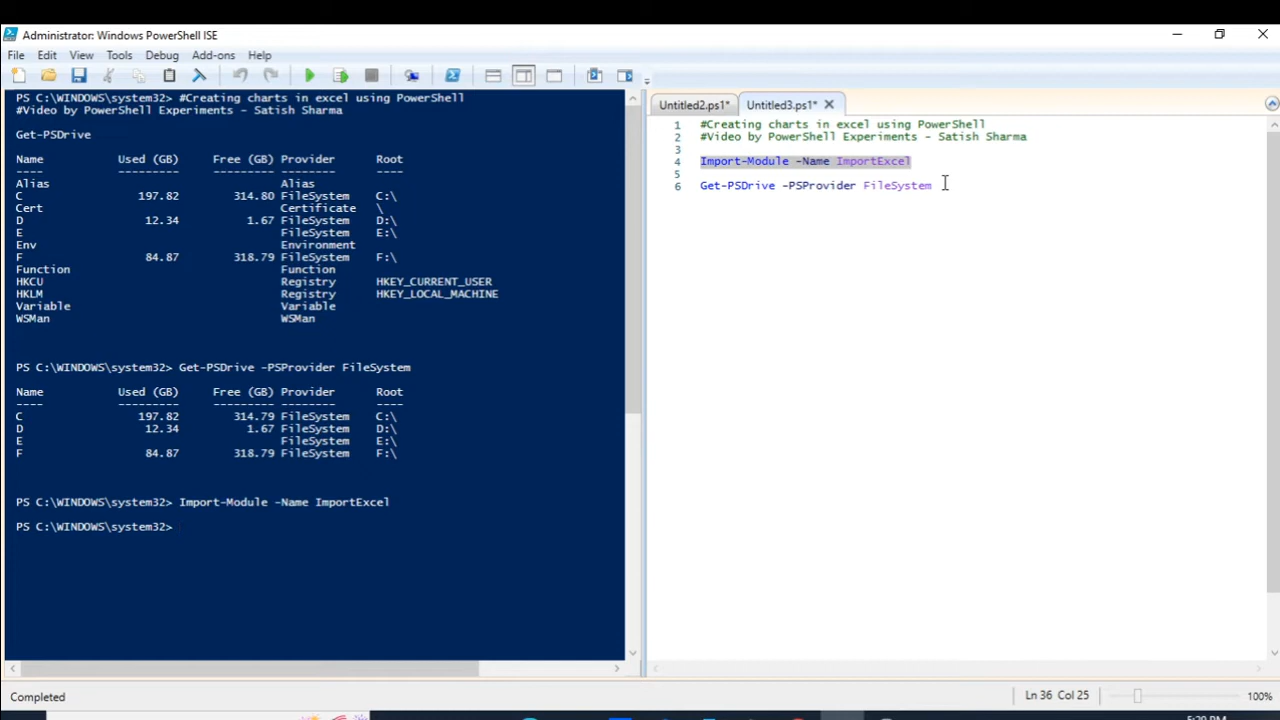 Administrator: Windows PowerShell ISE
File Edit View Tools Debug Add-ons Help
PS C:\WINDOWS\system32> #Creating charts in excel using PowerShell
#Video by PowerShell Experiments - Satish Sharma
Get-PSDrive
Name Used (GB) Free (GB) Provider Root
---- --------- --------- -------- ----
Alias Alias
C 197.82 314.80 FileSystem C:\
Cert Certificate \
D 12.34 1.67 FileSystem D:\
E FileSystem E:\
Env Environment
F 84.87 318.79 FileSystem F:\
Function Function
HKCU Registry HKEY_CURRENT_USER
HKLM Registry HKEY_LOCAL_MACHINE
Variable Variable
WSMan WSMan
PS C:\WINDOWS\system32> Get-PSDrive -PSProvider FileSystem
Name Used (GB) Free (GB) Provider Root
---- --------- --------- -------- ----
C 197.82 314.79 FileSystem C:\
D 12.34 1.67 FileSystem D:\
E FileSystem E:\
F 84.87 318.79 FileSystem F:\
PS C:\WINDOWS\system32> Import-Module -Name ImportExcel
PS C:\WINDOWS\system32>
Untitled2.ps1* Untitled3.ps1*
1 #Creating charts in excel using PowerShell
2 #Video by PowerShell Experiments - Satish Sharma
3
4 Import-Module -Name ImportExcel
5
6 Get-PSDrive -PSProvider FileSystem
Completed Ln 36 Col 25 100%